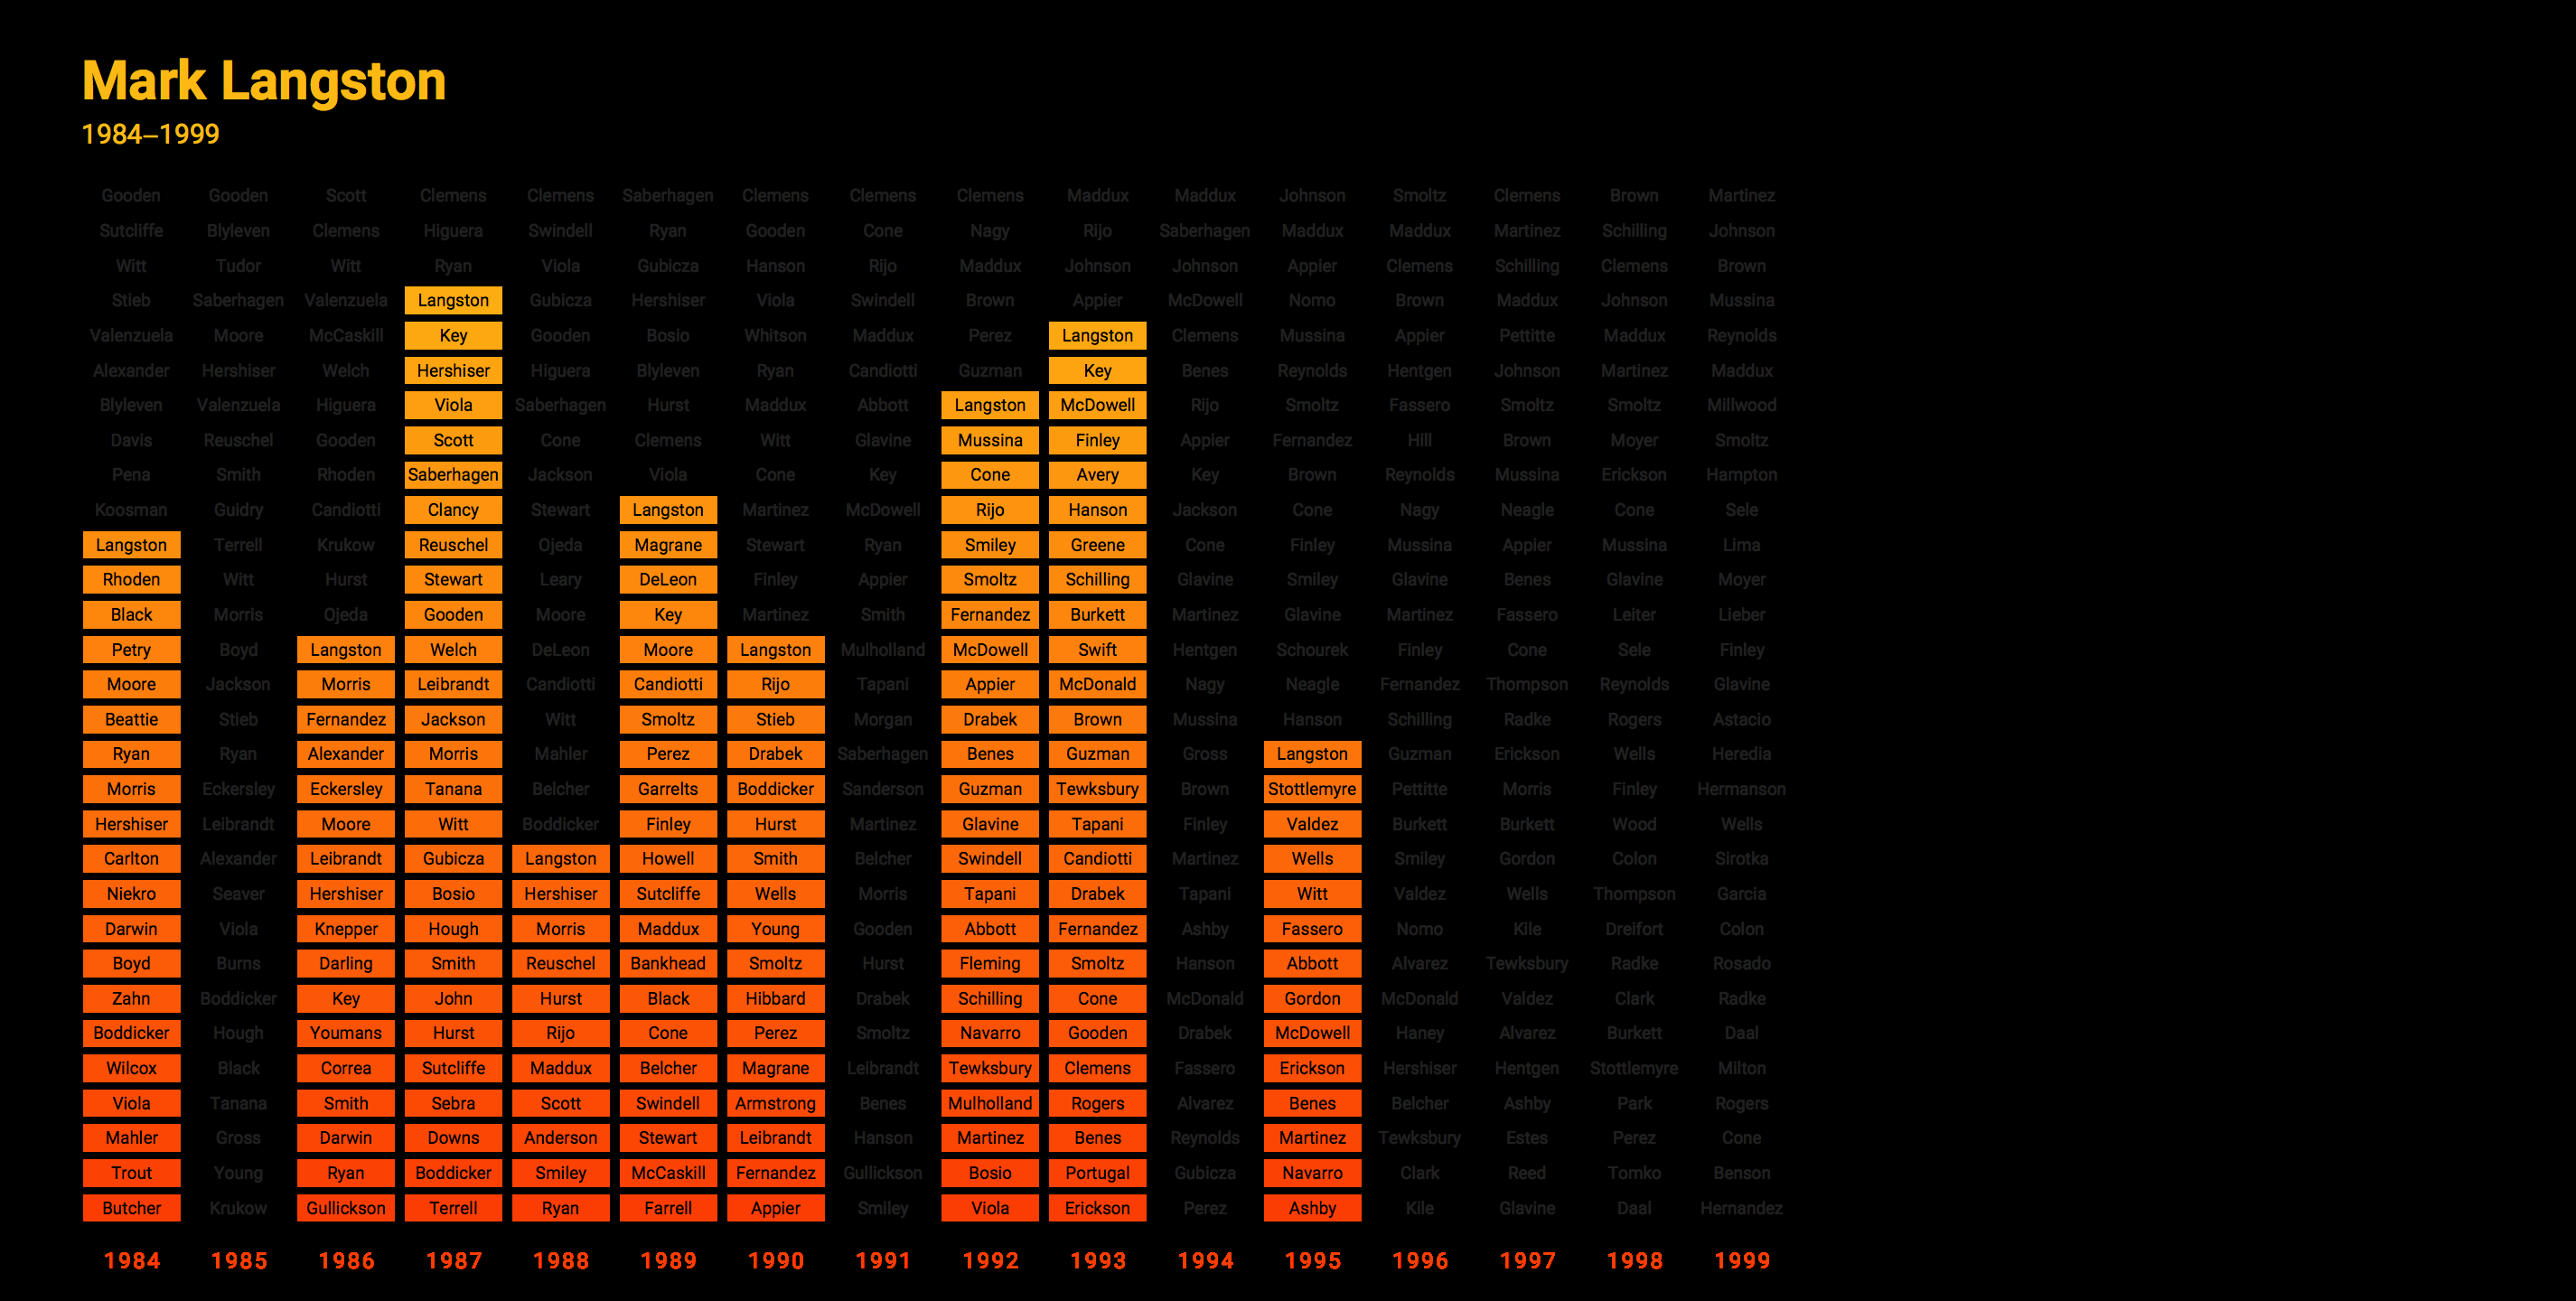 Mark Langston
1984–1999
Gooden Gooden Scott Clemens Clemens Saberhagen Clemens Clemens Clemens Maddux Maddux Johnson Smoltz Clemens Brown Martinez
Sutcliffe Blyleven Clemens Higuera Swindell Ryan Gooden Cone Nagy Rijo Saberhagen Maddux Maddux Martinez Schilling Johnson
Witt Tudor Witt Ryan Viola Gubicza Hanson Rijo Maddux Johnson Johnson Appier Clemens Schilling Clemens Brown
Stieb Saberhagen Valenzuela Langston Gubicza Hershiser Viola Swindell Brown Appier McDowell Nomo Brown Maddux Johnson Mussina
Valenzuela Moore McCaskill Key Gooden Bosio Whitson Maddux Perez Langston Clemens Mussina Appier Pettitte Maddux Reynolds
Alexander Hershiser Welch Hershiser Higuera Blyleven Ryan Candiotti Guzman Key Benes Reynolds Hentgen Johnson Martinez Maddux
Blyleven Valenzuela Higuera Viola Saberhagen Hurst Maddux Abbott Langston McDowell Rijo Smoltz Fassero Smoltz Smoltz Millwood
Davis Reuschel Gooden Scott Cone Clemens Witt Glavine Mussina Finley Appier Fernandez Hill Brown Moyer Smoltz
Pena Smith Rhoden Saberhagen Jackson Viola Cone Key Cone Avery Key Brown Reynolds Mussina Erickson Hampton
Koosman Guidry Candiotti Clancy Stewart Langston Martinez McDowell Rijo Hanson Jackson Cone Nagy Neagle Cone Sele
Langston Terrell Krukow Reuschel Ojeda Magrane Stewart Ryan Smiley Greene Cone Finley Mussina Appier Mussina Lima
Rhoden Witt Hurst Stewart Leary DeLeon Finley Appier Smoltz Schilling Glavine Smiley Glavine Benes Glavine Moyer
Black Morris Ojeda Gooden Moore Key Martinez Smith Fernandez Burkett Martinez Glavine Martinez Fassero Leiter Lieber
Petry Boyd Langston Welch DeLeon Moore Langston Mulholland McDowell Swift Hentgen Schourek Finley Cone Sele Finley
Moore Jackson Morris Leibrandt Candiotti Candiotti Rijo Tapani Appier McDonald Nagy Neagle Fernandez Thompson Reynolds Glavine
Beattie Stieb Fernandez Jackson Witt Smoltz Stieb Morgan Drabek Brown Mussina Hanson Schilling Radke Rogers Astacio
Ryan Ryan Alexander Morris Mahler Perez Drabek Saberhagen Benes Guzman Gross Langston Guzman Erickson Wells Heredia
Morris Eckersley Eckersley Tanana Belcher Garrelts Boddicker Sanderson Guzman Tewksbury Brown Stottlemyre Pettitte Morris Finley Hermanson
Hershiser Leibrandt Moore Witt Boddicker Finley Hurst Martinez Glavine Tapani Finley Valdez Burkett Burkett Wood Wells
Carlton Alexander Leibrandt Gubicza Langston Howell Smith Belcher Swindell Candiotti Martinez Wells Smiley Gordon Colon Sirotka
Niekro Seaver Hershiser Bosio Hershiser Sutcliffe Wells Morris Tapani Drabek Tapani Witt Valdez Wells Thompson Garcia
Darwin Viola Knepper Hough Morris Maddux Young Gooden Abbott Fernandez Ashby Fassero Nomo Kile Dreifort Colon
Boyd Burns Darling Smith Reuschel Bankhead Smoltz Hurst Fleming Smoltz Hanson Abbott Alvarez Tewksbury Radke Rosado
Zahn Boddicker Key John Hurst Black Hibbard Drabek Schilling Cone McDonald Gordon McDonald Valdez Clark Radke
Boddicker Hough Youmans Hurst Rijo Cone Perez Smoltz Navarro Gooden Drabek McDowell Haney Alvarez Burkett Daal
Wilcox Black Correa Sutcliffe Maddux Belcher Magrane Leibrandt Tewksbury Clemens Fassero Erickson Hershiser Hentgen Stottlemyre Milton
Viola Tanana Smith Sebra Scott Swindell Armstrong Benes Mulholland Rogers Alvarez Benes Belcher Ashby Park Rogers
Mahler Gross Darwin Downs Anderson Stewart Leibrandt Hanson Martinez Benes Reynolds Martinez Tewksbury Estes Perez Cone
Trout Young Ryan Boddicker Smiley McCaskill Fernandez Gullickson Bosio Portugal Gubicza Navarro Clark Reed Tomko Benson
Butcher Krukow Gullickson Terrell Ryan Farrell Appier Smiley Viola Erickson Perez Ashby Kile Glavine Daal Hernandez
1984 1985 1986 1987 1988 1989 1990 1991 1992 1993 1994 1995 1996 1997 1998 1999